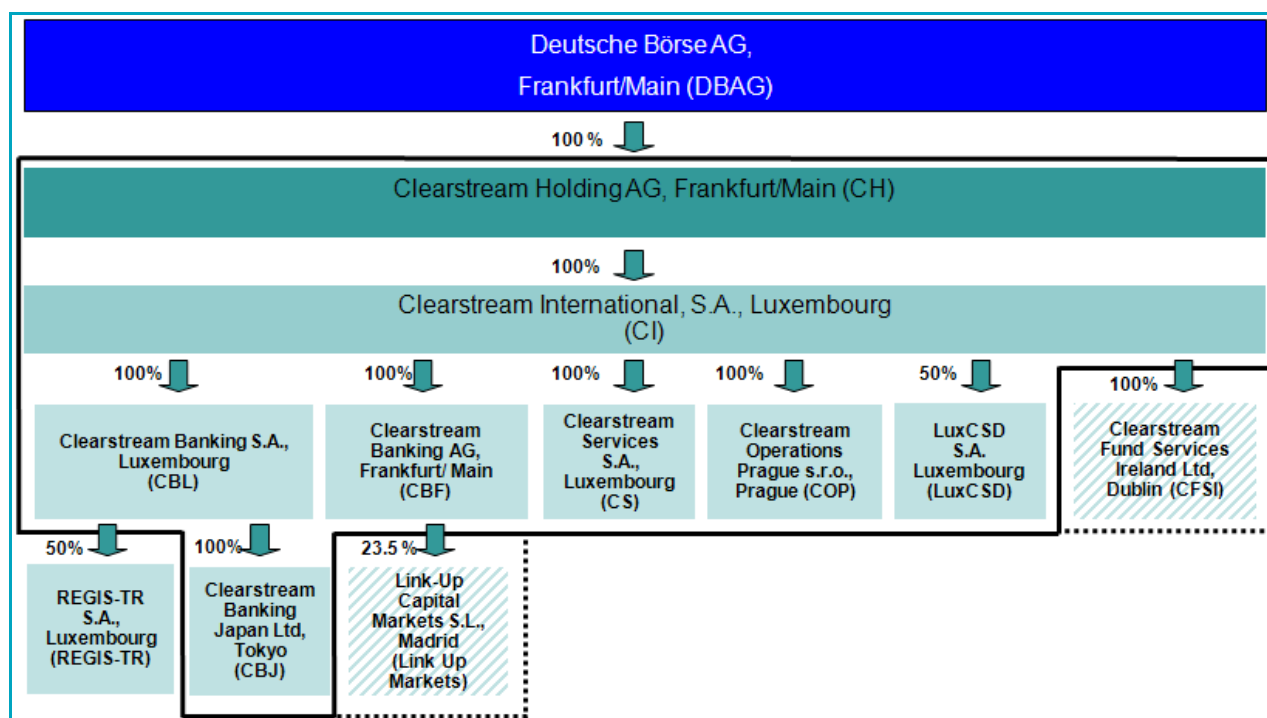 Deutsche Börse AG,
Frankfurt/Main (DBAG)
100 %
Clearstream Holding AG, Frankfurt/Main (CH)
100%
Clearstream International, S.A., Luxembourg
(CI)
100%
100%
100%
100%
50%
100%
Clearstream Banking S.A.,
Luxembourg
(CBL)
Clearstream
Banking AG,
Frankfurt/ Main
(CBF)
Clearstream
Services
S.A.,
Luxembourg
(CS)
Clearstream
Operations
Prague s.r.o.,
Prague (COP)
LuxCSD
S.A.
Luxembourg
(LuxCSD)
Clearstream
Fund Services
Ireland Ltd,
Dublin (CFSI)
50%
100%
23.5 %
REGIS-TR
S.A.,
Luxembourg
(REGIS-TR)
Clearstream
Banking
Japan Ltd,
Tokyo
(CBJ)
Link-Up
Capital
Markets S.L.,
Madrid
(Link Up
Markets)